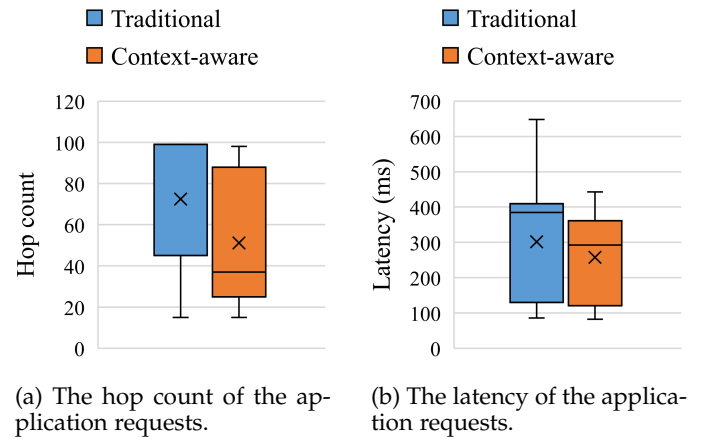 Traditional
Context-aware
120
100
80
60
40
20
0
Hop count
(a) The hop count of the ap-
plication requests.
Traditional
Context-aware
700
600
500
400
300
200
100
0
Latency (ms)
(b) The latency of the applica-
tion requests.